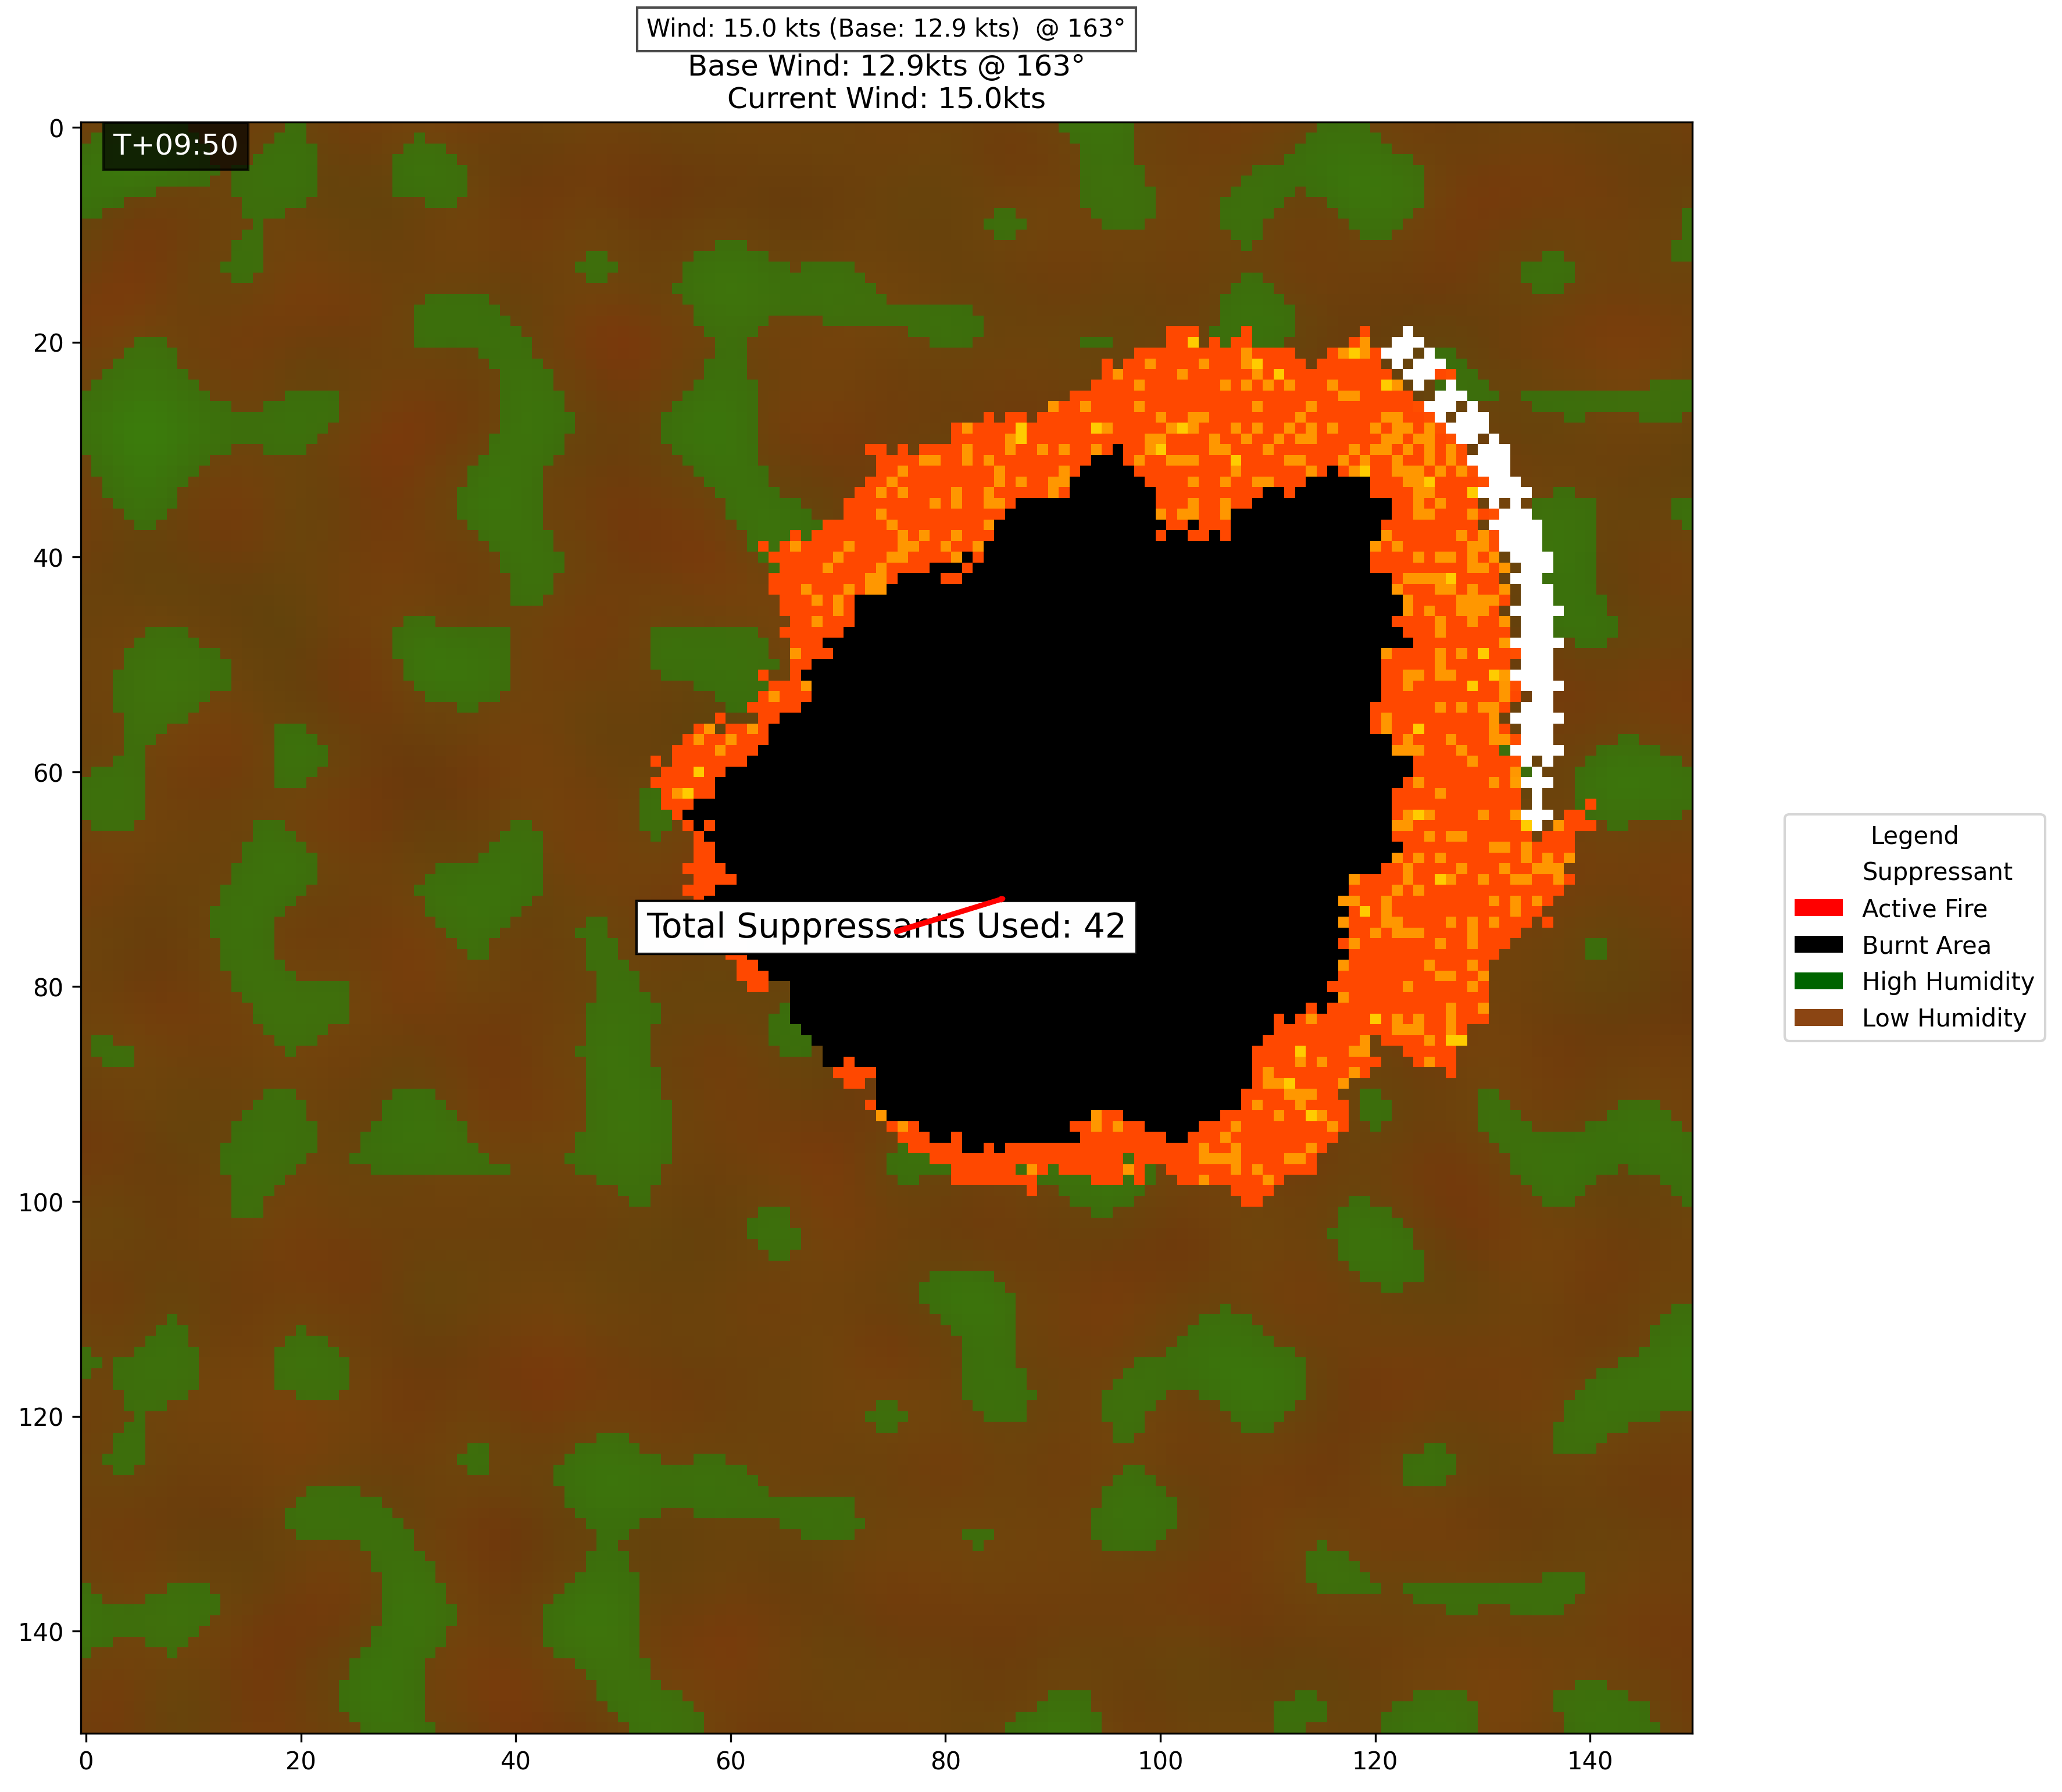 Wind: 15.0 kts (Base: 12.9 kts)  @ 163°
Base Wind: 12.9kts @ 163°
Current Wind: 15.0kts
T+09:50
0
20
40
60
80
100
120
140
Total Suppressants Used: 42
0 20 40 60 80 100 120 140
Legend
Suppressant
Active Fire
Burnt Area
High Humidity
Low Humidity